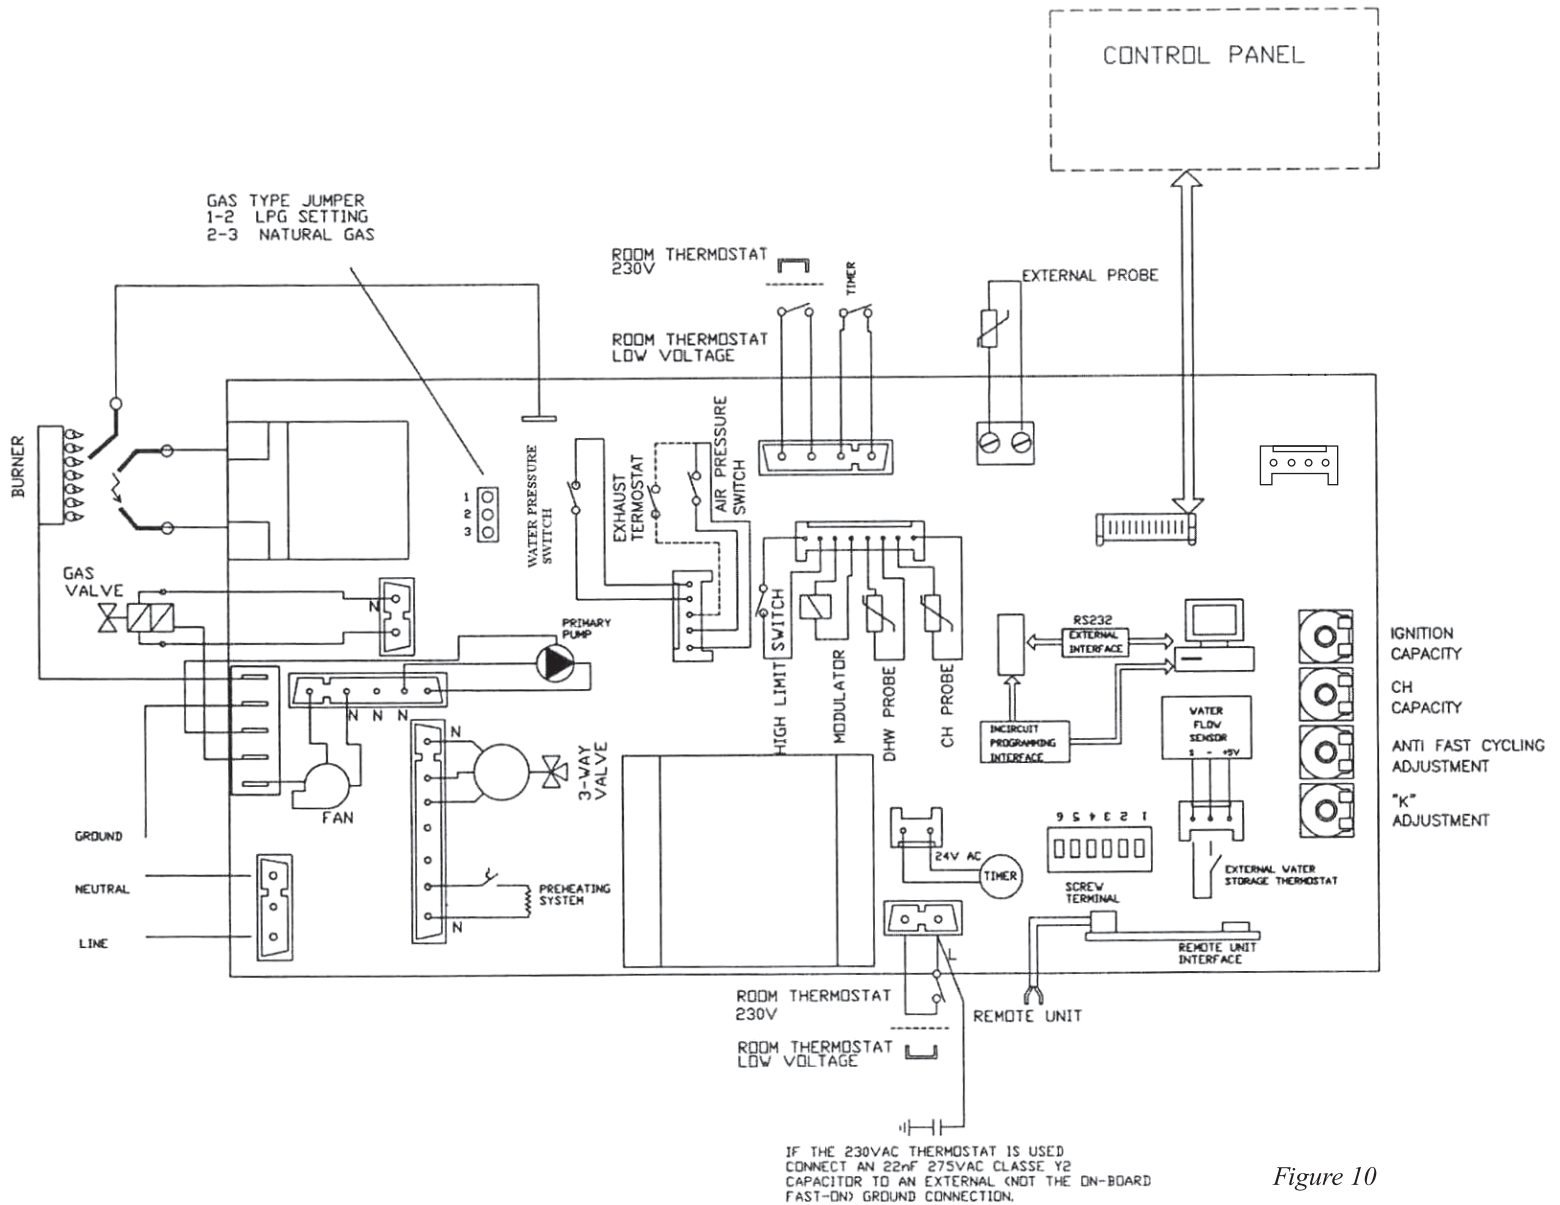 CONTROL PANEL
GAS TYPE JUMPER
1-2 LPG SETTING
2-3 NATURAL GAS
ROOM THERMOSTAT
230V
TIMER
EXTERNAL PROBE
ROOM THERMOSTAT
LOW VOLTAGE
BURNER
1
2
3
WATER PRESSURE
SWITCH
EXHAUST
TERMOSTAT
AIR PRESSURE
SWITCH
GAS
VALVE
N
PRIMARY
PUMP
HIGH LIMIT SWITCH
MODULATOR
DHW PROBE
CH PROBE
RS232
EXTERNAL
INTERFACE
INCIRCUIT
PROGRAMMING
INTERFACE
WATER
FLOW
SENSOR
S - +5V
IGNITION
CAPACITY
CH
CAPACITY
ANTI FAST CYCLING
ADJUSTMENT
"K"
ADJUSTMENT
N N N
N
3-WAY
VALVE
FAN
GROUND
NEUTRAL
LINE
PREHEATING
SYSTEM
N
24V AC
TIMER
6 5 4 3 2 1
SCREW
TERMINAL
EXTERNAL WATER
STORAGE THERMOSTAT
REMOTE UNIT
INTERFACE
L
ROOM THERMOSTAT
230V
REMOTE UNIT
ROOM THERMOSTAT
LOW VOLTAGE
IF THE 230VAC THERMOSTAT IS USED
CONNECT AN 22nF 275VAC CLASSE Y2
CAPACITOR TO AN EXTERNAL (NOT THE ON-BOARD
FAST-ON) GROUND CONNECTION.
Figure 10